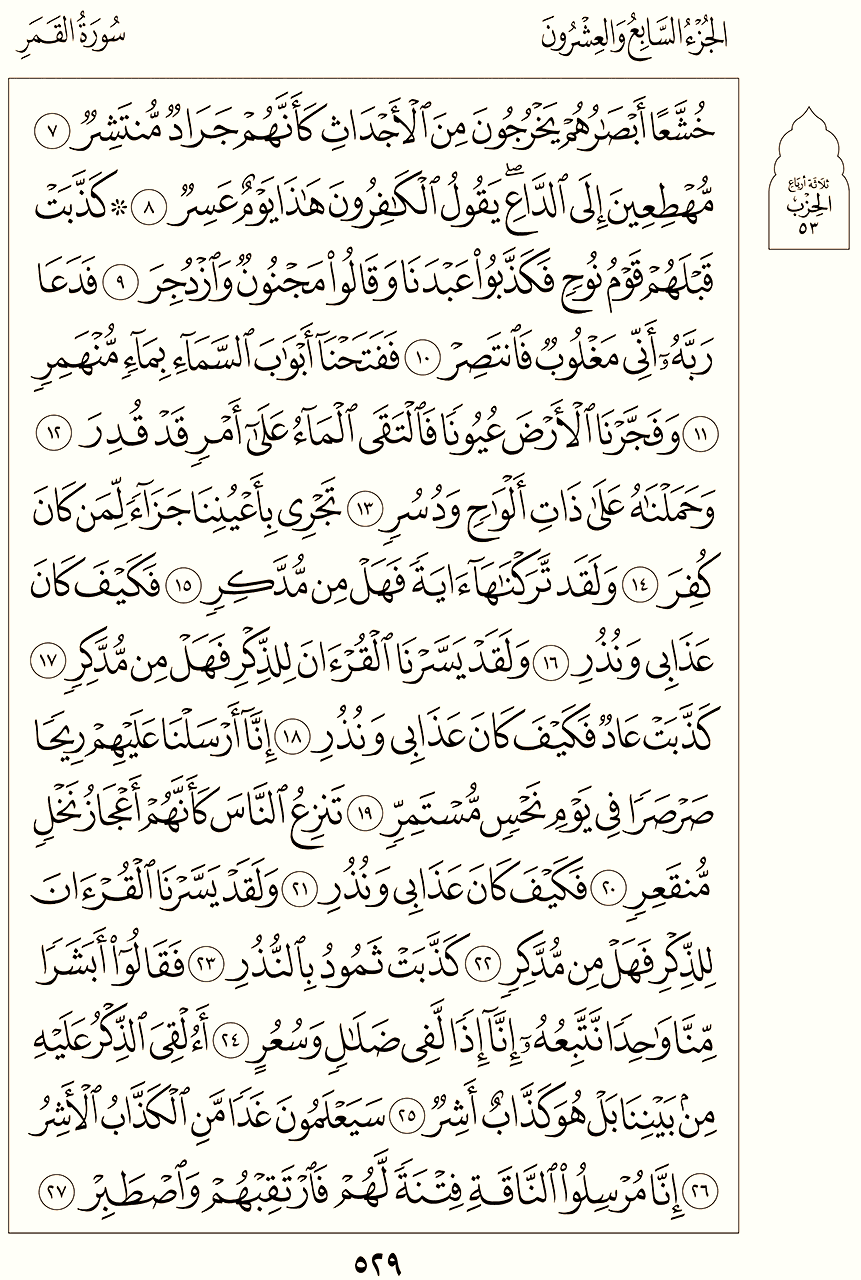 الجُزْءُ السَّابِعُ وَالعِشْرُونَ
سُورَةُ القَمَرِ
خُشَّعًا أَبْصَٰرُهُمْ يَخْرُجُونَ مِنَ ٱلْأَجْدَاثِ كَأَنَّهُمْ جَرَادٌ مُّنتَشِرٌ ٧
مُّهْطِعِينَ إِلَى ٱلدَّاعِۖ يَقُولُ ٱلْكَٰفِرُونَ هَٰذَا يَوْمٌ عَسِرٌ ٨ ۞ كَذَّبَتْ
قَبْلَهُمْ قَوْمُ نُوحٍ فَكَذَّبُوا۟ عَبْدَنَا وَقَالُوا۟ مَجْنُونٌ وَٱزْدُجِرَ ٩ فَدَعَا
رَبَّهُۥٓ أَنِّى مَغْلُوبٌ فَٱنتَصِرْ ١٠ فَفَتَحْنَآ أَبْوَٰبَ ٱلسَّمَآءِ بِمَآءٍ مُّنْهَمِرٍ
١١ وَفَجَّرْنَا ٱلْأَرْضَ عُيُونًا فَٱلْتَقَى ٱلْمَآءُ عَلَىٰٓ أَمْرٍ قَدْ قُدِرَ ١٢
وَحَمَلْنَٰهُ عَلَىٰ ذَاتِ أَلْوَٰحٍ وَدُسُرٍ ١٣ تَجْرِى بِأَعْيُنِنَا جَزَآءً لِّمَن كَانَ
كُفِرَ ١٤ وَلَقَد تَّرَكْنَٰهَآ ءَايَةً فَهَلْ مِن مُّدَّكِرٍ ١٥ فَكَيْفَ كَانَ
عَذَابِى وَنُذُرِ ١٦ وَلَقَدْ يَسَّرْنَا ٱلْقُرْءَانَ لِلذِّكْرِ فَهَلْ مِن مُّدَّكِرٍ ١٧
كَذَّبَتْ عَادٌ فَكَيْفَ كَانَ عَذَابِى وَنُذُرِ ١٨ إِنَّآ أَرْسَلْنَا عَلَيْهِمْ رِيحًا
صَرْصَرًا فِى يَوْمِ نَحْسٍ مُّسْتَمِرٍّ ١٩ تَنزِعُ ٱلنَّاسَ كَأَنَّهُمْ أَعْجَازُ نَخْلٍ
مُّنقَعِرٍ ٢٠ فَكَيْفَ كَانَ عَذَابِى وَنُذُرِ ٢١ وَلَقَدْ يَسَّرْنَا ٱلْقُرْءَانَ
لِلذِّكْرِ فَهَلْ مِن مُّدَّكِرٍ ٢٢ كَذَّبَتْ ثَمُودُ بِٱلنُّذُرِ ٢٣ فَقَالُوٓا۟ أَبَشَرًا
مِّنَّا وَٰحِدًا نَّتَّبِعُهُۥٓ إِنَّآ إِذًا لَّفِى ضَلَٰلٍ وَسُعُرٍ ٢٤ أَءُلْقِىَ ٱلذِّكْرُ عَلَيْهِ
مِنۢ بَيْنِنَا بَلْ هُوَ كَذَّابٌ أَشِرٌ ٢٥ سَيَعْلَمُونَ غَدًا مَّنِ ٱلْكَذَّابُ ٱلْأَشِرُ
٢٦ إِنَّا مُرْسِلُوا۟ ٱلنَّاقَةِ فِتْنَةً لَّهُمْ فَٱرْتَقِبْهُمْ وَٱصْطَبِرْ ٢٧
ثلاثة أرباع
الحِزْب
٥٣
٥٢٩